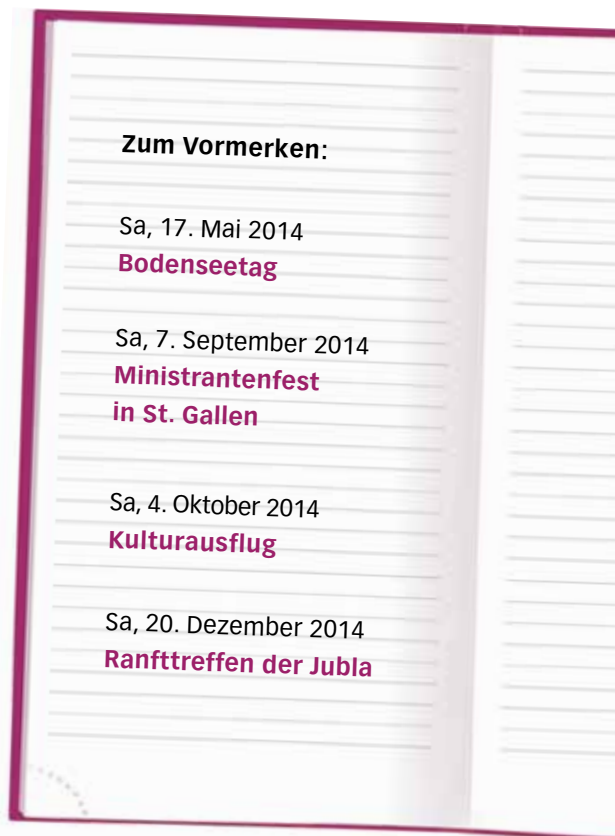 Zum Vormerken:
Sa, 17. Mai 2014
Bodenseetag
Sa, 7. September 2014
Ministrantenfest
in St. Gallen
Sa, 4. Oktober 2014
Kulturausflug
Sa, 20. Dezember 2014
Ranfttreffen der Jubla